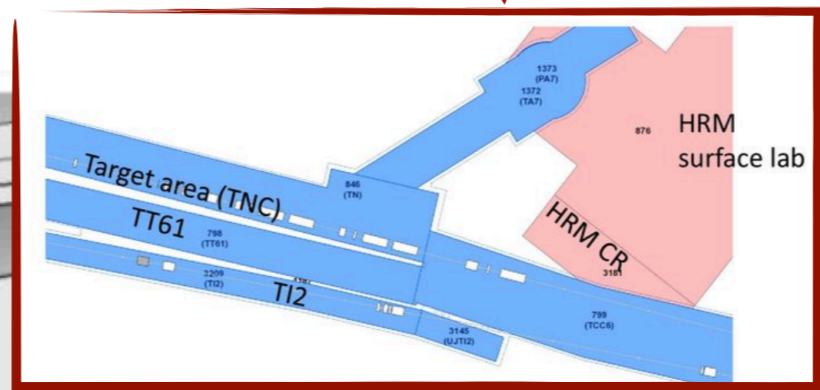 1373
(PA7)
1372
(TA7)
876
HRM
surface lab
Target area (TNC)
846
(TN)
TT61
798
(TT61)
HRM CR
3181
3209
(TI2)
TI2
799
(TCC6)
3145
(UJTI2)